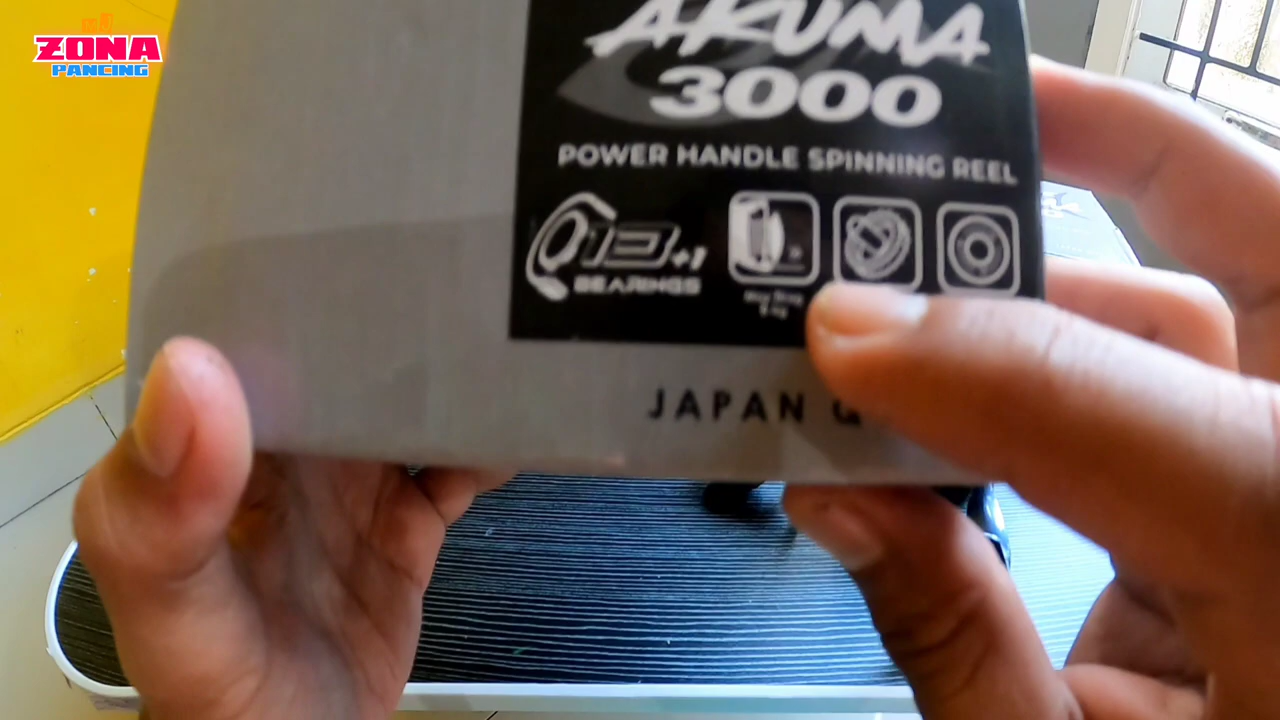 ZONA
PANCING
AKUMA
3000
POWER HANDLE SPINNING REEL
13+1
BEARINGS
JAPAN